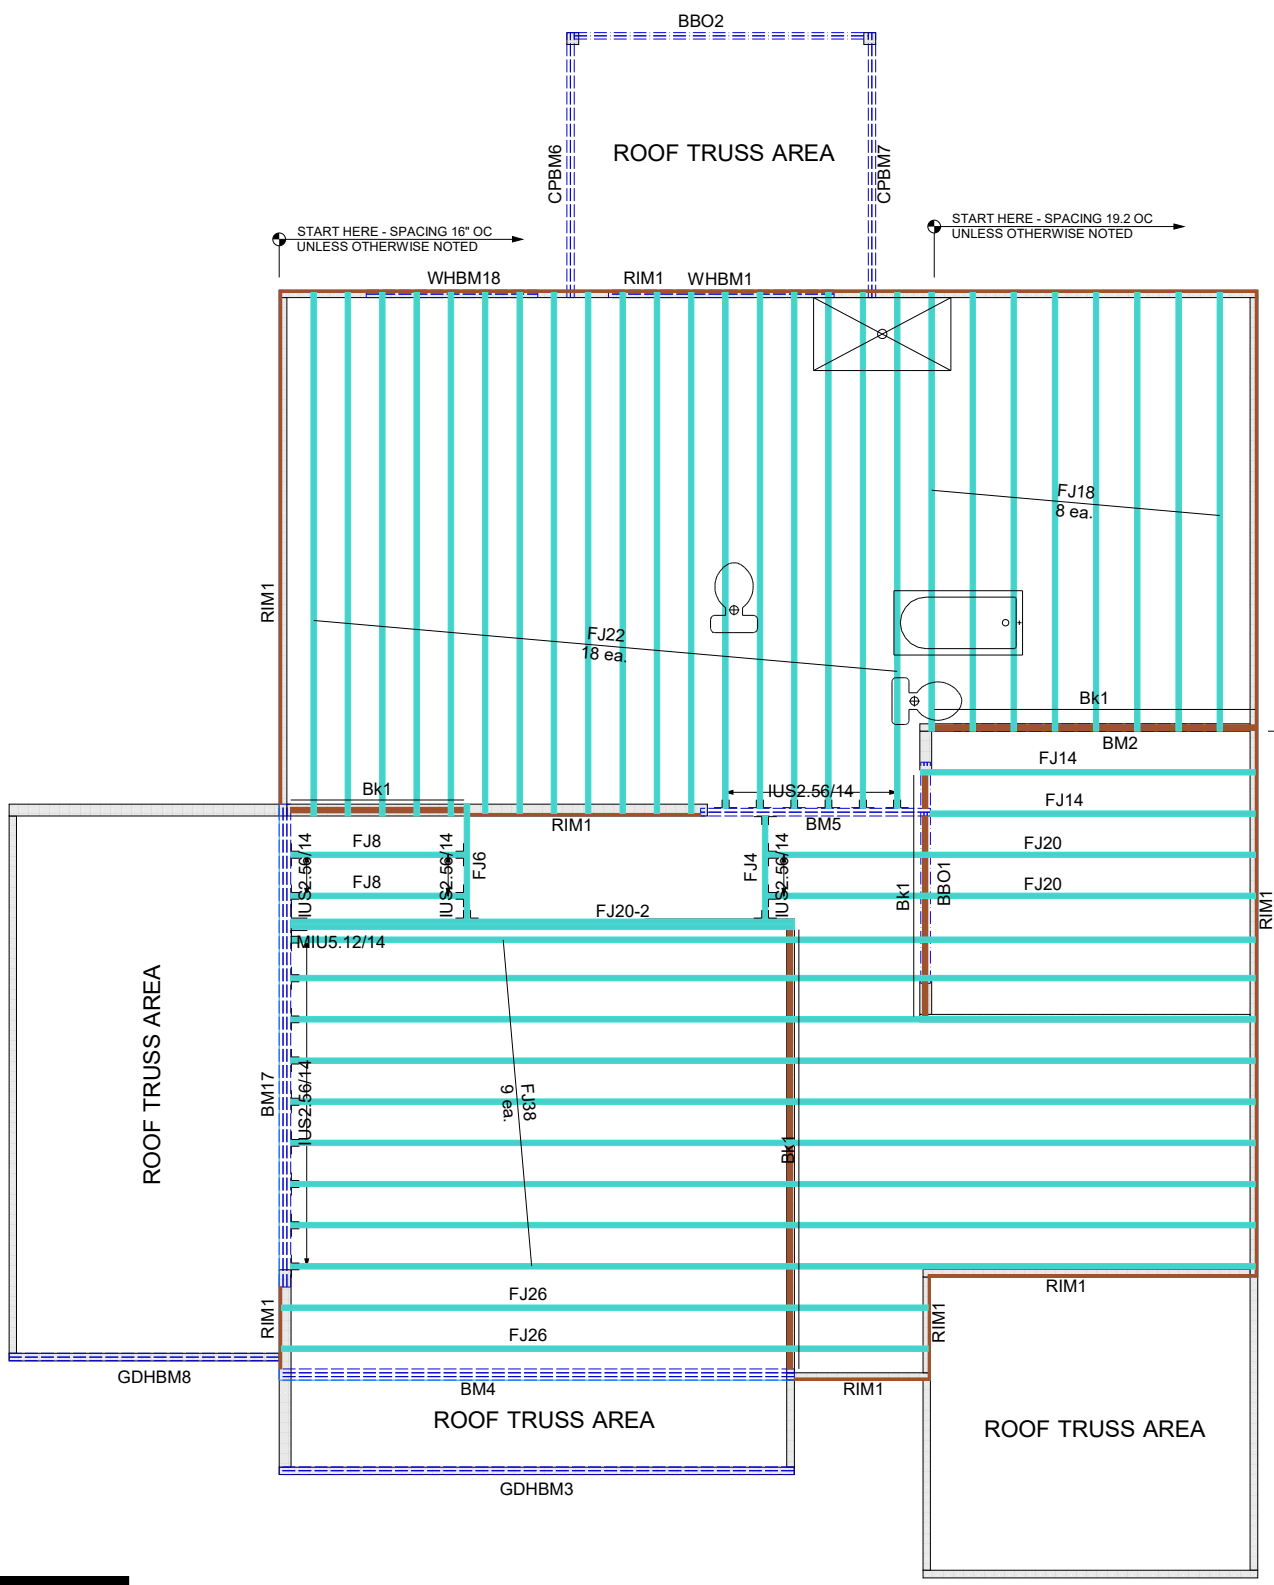 BBO2
ROOF TRUSS AREA
CPBM6
CPBM7
START HERE - SPACING 16" OC
UNLESS OTHERWISE NOTED
START HERE - SPACING 19.2 OC
UNLESS OTHERWISE NOTED
WHBM18
RIM1
WHBM1
FJ18
8 ea.
RIM1
FJ22
18 ea.
Bk1
BM2
FJ14
Bk1
IUS2.56/14
FJ14
RIM1
BM5
FJ8
IUS2.56/14
IUS2.56/14
FJ6
FJ4
IUS2.56/14
FJ20
FJ8
Bk1
BBO1
FJ20
RIM1
FJ20-2
MIU5.12/14
ROOF TRUSS AREA
BM17
IUS2.56/14
FJ38
9 ea.
Bk1
FJ26
RIM1
RIM1
RIM1
FJ26
GDHBM8
BM4
RIM1
ROOF TRUSS AREA
ROOF TRUSS AREA
GDHBM3